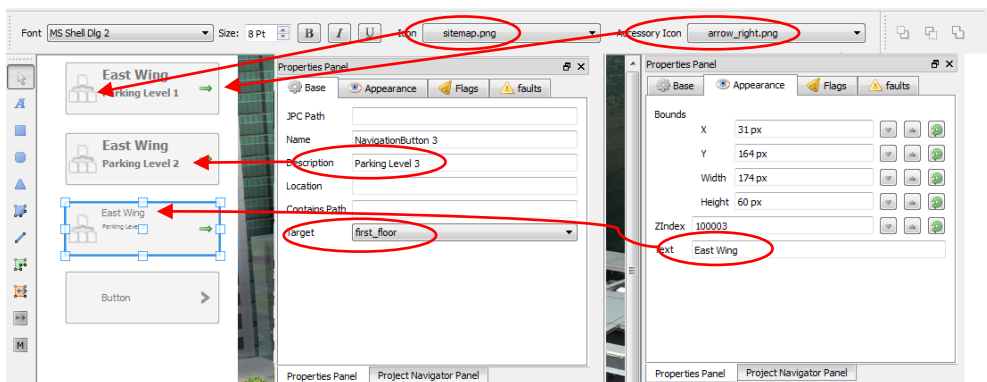 Font MS Shell Dlg 2 Size: 8 Pt B I U Icon sitemap.png Accessory Icon arrow_right.png
East Wing
Parking Level 1
East Wing
Parking Level 2
East Wing
Parking Level
Button
A
M
Properties Panel
Base Appearance Flags faults
JPC Path
Name NavigationButton 3
Description Parking Level 3
Location
Contains Path
Target first_floor
Properties Panel Project Navigator Panel
Properties Panel
Base Appearance Flags faults
Bounds
X 31 px
Y 164 px
Width 174 px
Height 60 px
ZIndex 100003
Text East Wing
Properties Panel Project Navigator Panel